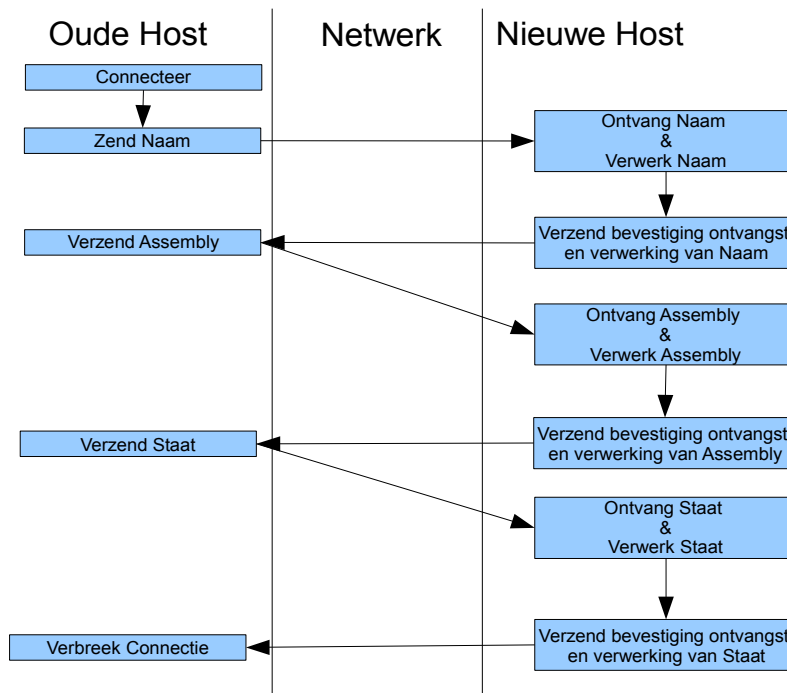 Oude Host
Netwerk
Nieuwe Host
Connecteer
Zend Naam
Ontvang Naam
&
Verwerk Naam
Verzend Assembly
Verzend bevestiging ontvangst
en verwerking van Naam
Ontvang Assembly
&
Verwerk Assembly
Verzend Staat
Verzend bevestiging ontvangst
en verwerking van Assembly
Ontvang Staat
&
Verwerk Staat
Verbreek Connectie
Verzend bevestiging ontvangst
en verwerking van Staat